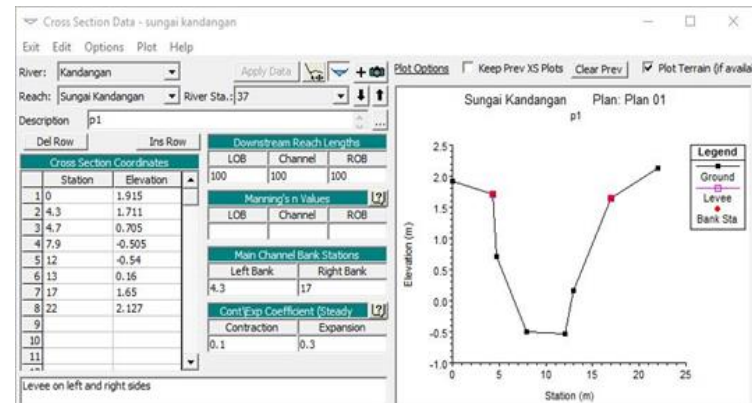 Cross Section Data - sungai kandangan
Exit Edit Options Plot Help
River: Kandangan Apply Data
Reach: Sungai Kandangan River Sta.: 37
Description p1 ...
Del Row Ins Row
Cross Section Coordinates
Station Elevation
1 0 1.915
2 4.3 1.711
3 4.7 0.705
4 7.9 -0.505
5 12 -0.54
6 13 0.16
7 17 1.65
8 22 2.127
9
10
11
Downstream Reach Lengths
LOB Channel ROB
100 100 100
Manning's n Values ?
LOB Channel ROB
Main Channel Bank Stations
Left Bank Right Bank
4.3 17
Cont\Exp Coefficient (Steady ?
Contraction Expansion
0.1 0.3
Levee on left and right sides
Plot Options Keep Prev XS Plots Clear Prev Plot Terrain (if availa
Sungai Kandangan Plan: Plan 01
p1
Legend
Ground
Levee
Bank Sta
Elevation (m)
2.5
2.0
1.5
1.0
0.5
0.0
-0.5
-1.0
0 5 10 15 20 25
Station (m)